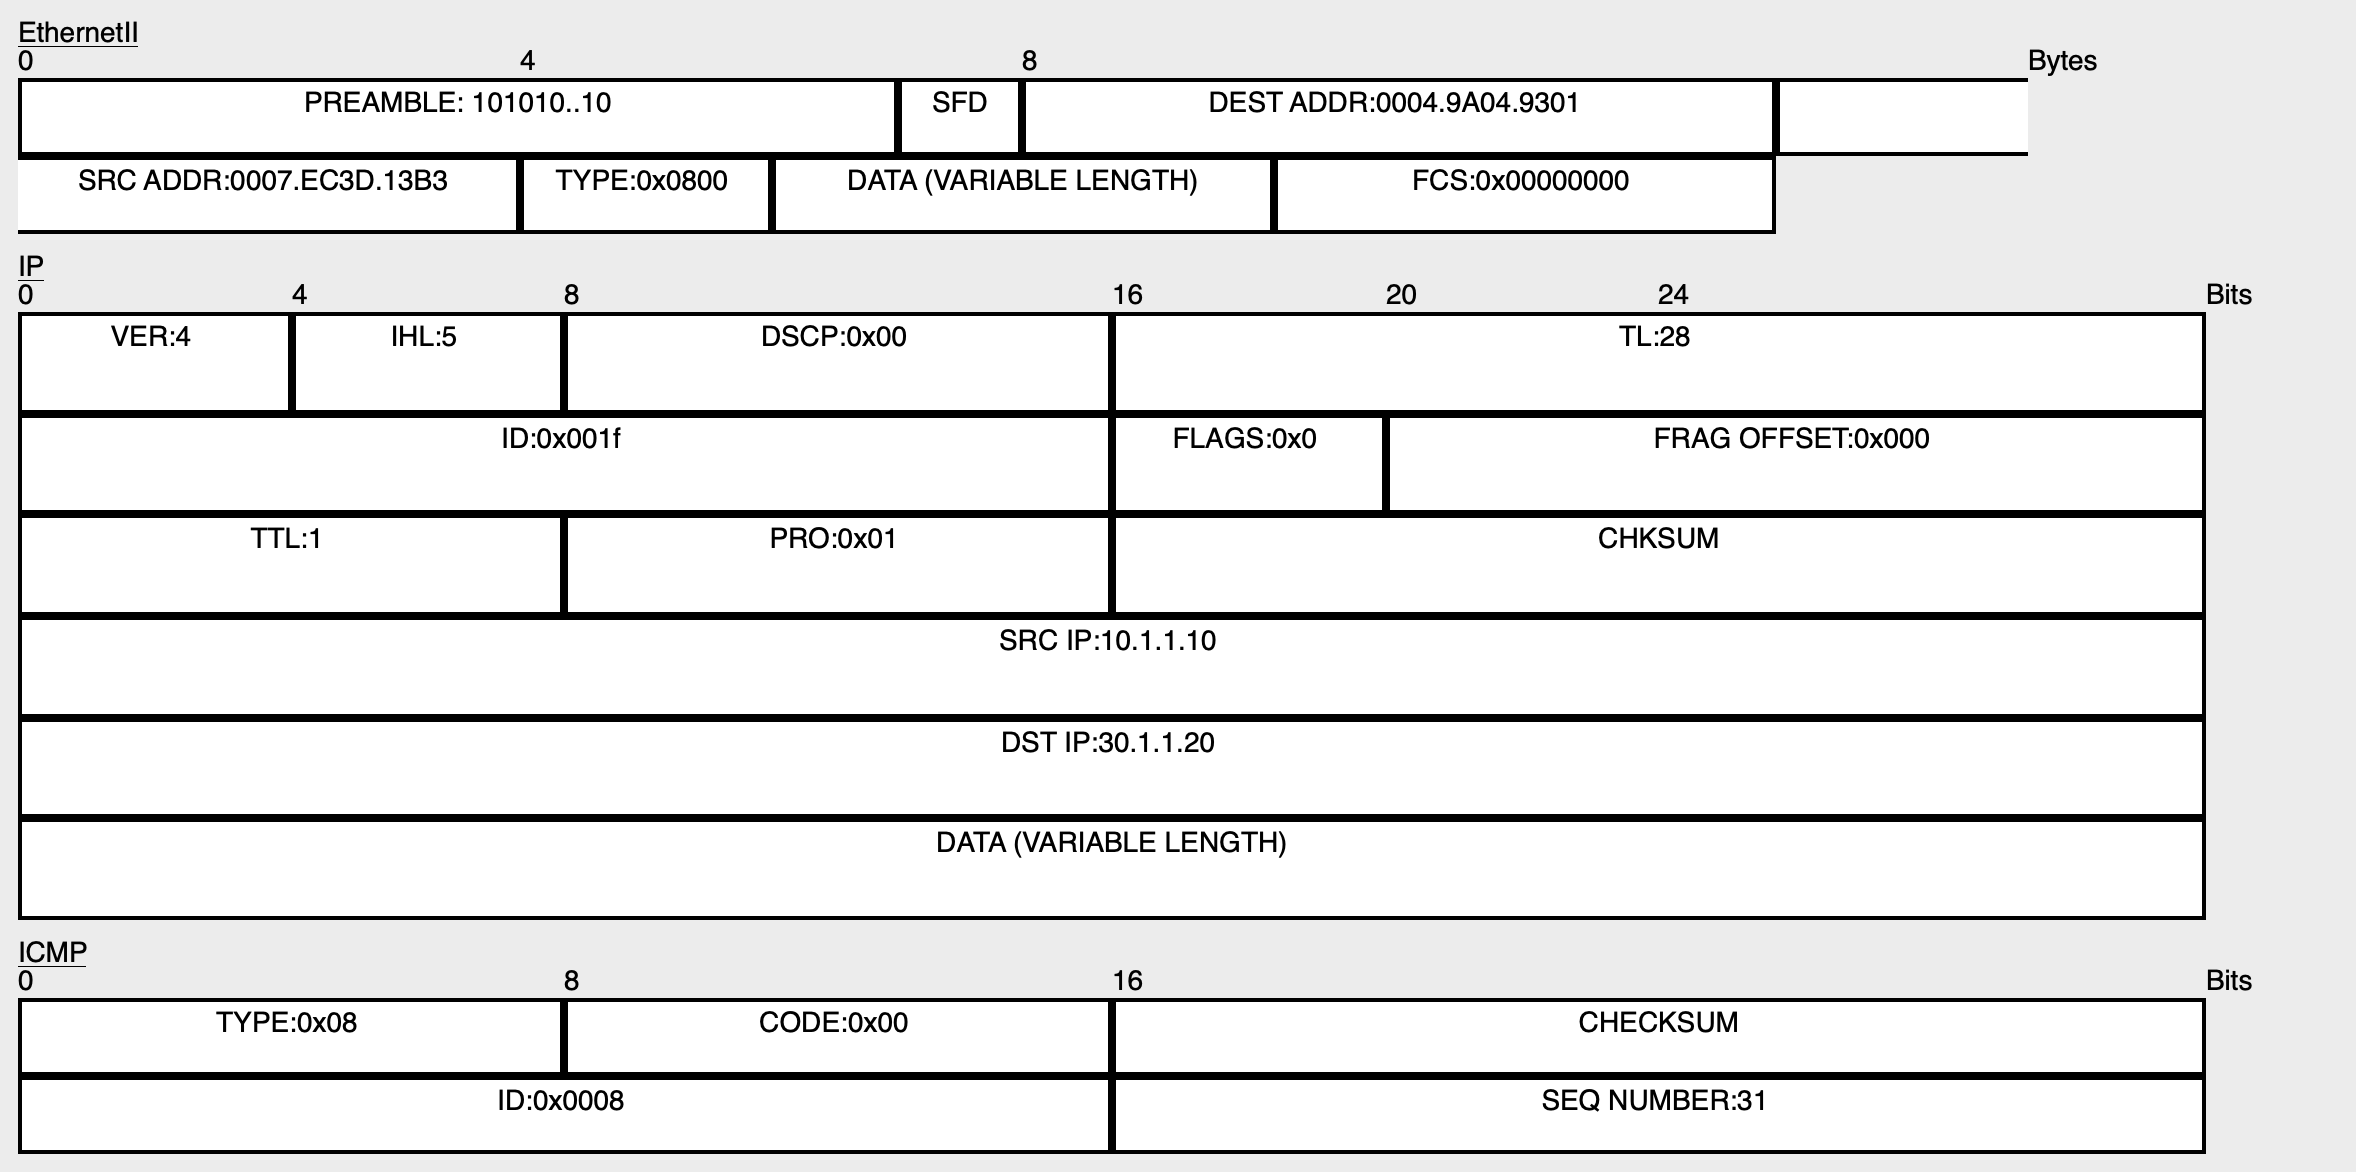 EthernetII
0 4 8 Bytes
PREAMBLE: 101010..10 SFD DEST ADDR:0004.9A04.9301
SRC ADDR:0007.EC3D.13B3 TYPE:0x0800 DATA (VARIABLE LENGTH) FCS:0x00000000
IP
0 4 8 16 20 24 Bits
VER:4 IHL:5 DSCP:0x00 TL:28
ID:0x001f FLAGS:0x0 FRAG OFFSET:0x000
TTL:1 PRO:0x01 CHKSUM
SRC IP:10.1.1.10
DST IP:30.1.1.20
DATA (VARIABLE LENGTH)
ICMP
0 8 16 Bits
TYPE:0x08 CODE:0x00 CHECKSUM
ID:0x0008 SEQ NUMBER:31